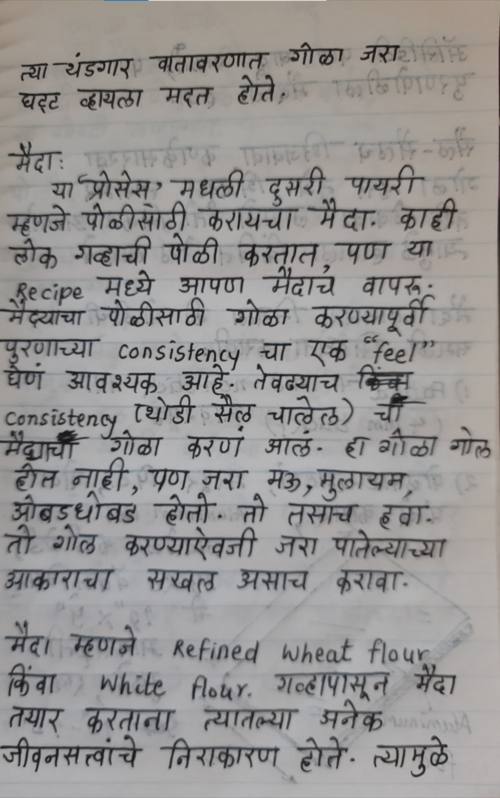 त्या थंडगार वातावरणात गोळा जरा
घट्ट व्हायला मदत होते.
मैदा:
या "प्रोसेस" मधली दुसरी पायरी
म्हणजे पोळीसाठी करायचा मैदा. काही
लोक गव्हाची पोळी करतात, पण या
Recipe मध्ये आपण मैदाच वापरू.
मैद्याचा पोळीसाठी गोळा करण्यापूर्वी
पुरणाच्या consistency चा एक "feel"
घेणं आवश्यक आहे. तेवढ्याच
consistency (थोडी सैल चालेल) ची
मैद्याचा गोळा करणं आलं. हा गोळा गोल
होत नाही, पण जरा मऊ, मुलायम,
ओबडधोबड होतो. तो तसाच हवा.
तो गोल करण्याऐवजी जरा पातेल्याच्या
आकाराचा सखल असाच करावा.
मैदा म्हणजे Refined Wheat flour
किंवा White flour. गव्हापासून मैदा
तयार करताना त्यातल्या अनेक
जीवनसत्वांचे निराकरण होते. त्यामुळे